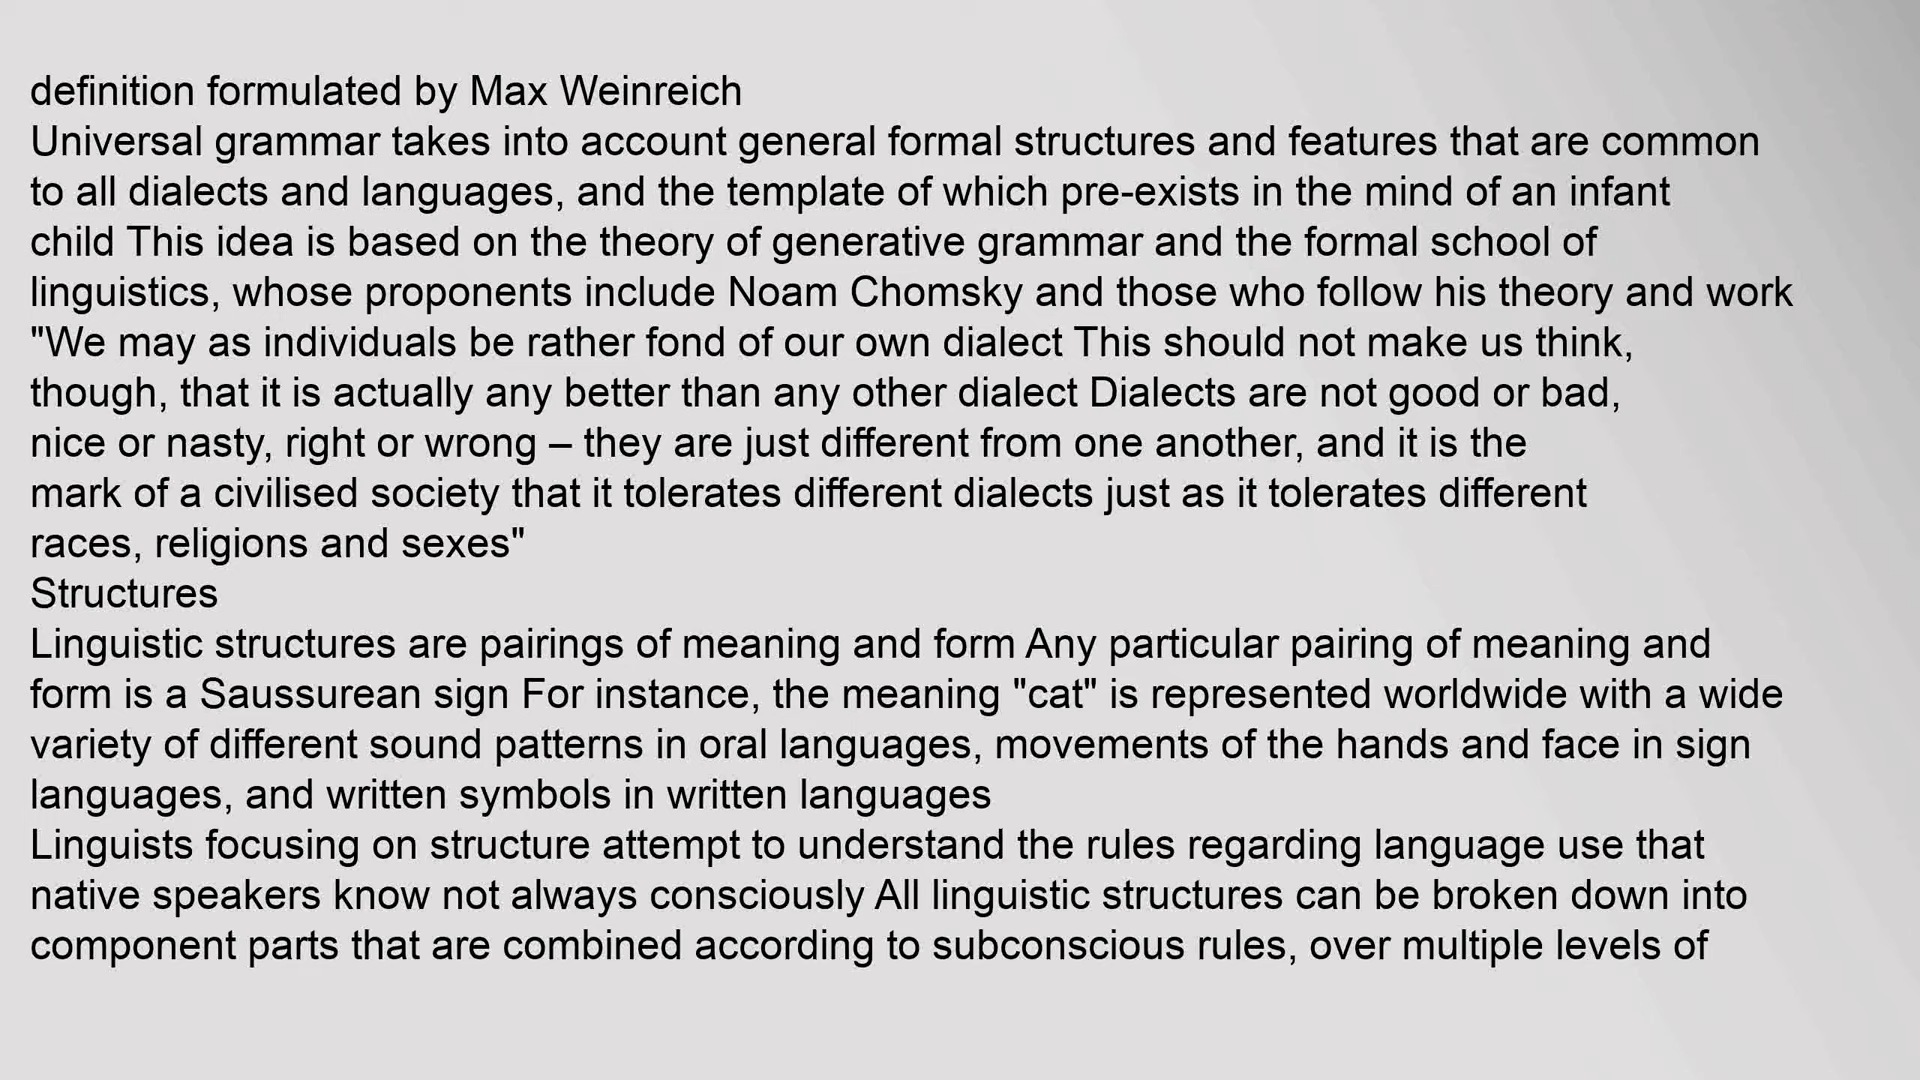 definition formulated by Max Weinreich
Universal grammar takes into account general formal structures and features that are common
to all dialects and languages, and the template of which pre-exists in the mind of an infant
child This idea is based on the theory of generative grammar and the formal school of
linguistics, whose proponents include Noam Chomsky and those who follow his theory and work
"We may as individuals be rather fond of our own dialect This should not make us think,
though, that it is actually any better than any other dialect Dialects are not good or bad,
nice or nasty, right or wrong – they are just different from one another, and it is the
mark of a civilised society that it tolerates different dialects just as it tolerates different
races, religions and sexes"
Structures
Linguistic structures are pairings of meaning and form Any particular pairing of meaning and
form is a Saussurean sign For instance, the meaning "cat" is represented worldwide with a wide
variety of different sound patterns in oral languages, movements of the hands and face in sign
languages, and written symbols in written languages
Linguists focusing on structure attempt to understand the rules regarding language use that
native speakers know not always consciously All linguistic structures can be broken down into
component parts that are combined according to subconscious rules, over multiple levels of